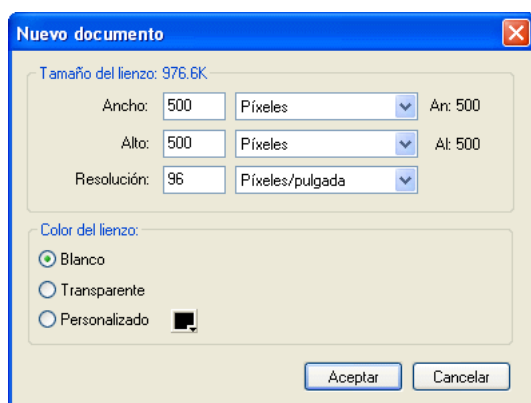 Nuevo documento
Tamaño del lienzo: 976.6K
Ancho: 500 Píxeles An: 500
Alto: 500 Píxeles Al: 500
Resolución: 96 Píxeles/pulgada
Color del lienzo:
Blanco
Transparente
Personalizado
Aceptar Cancelar